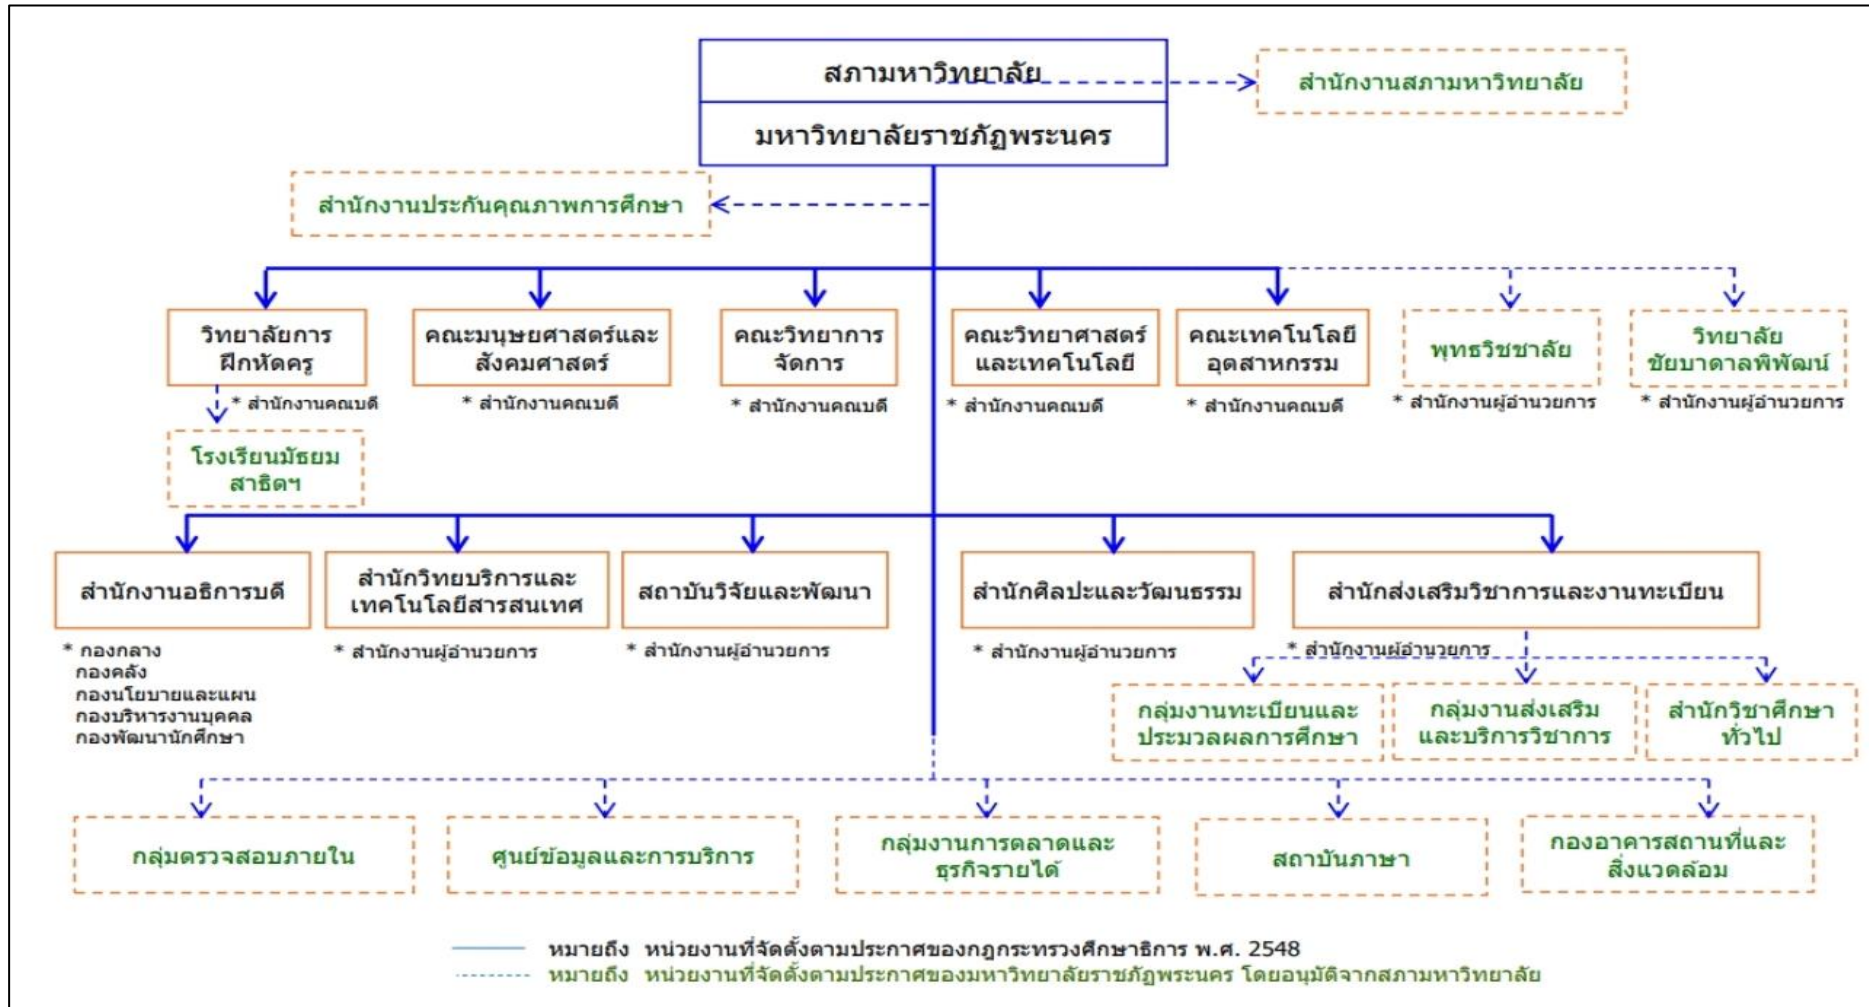 สภามหาวิทยาลัย
สำนักงานสภามหาวิทยาลัย
มหาวิทยาลัยราชภัฏพระนคร
สำนักงานประกันคุณภาพการศึกษา
วิทยาลัยการ
ฝึกหัดครู
* สำนักงานคณบดี
คณะมนุษยศาสตร์และ
สังคมศาสตร์
* สำนักงานคณบดี
คณะวิทยาการ
จัดการ
* สำนักงานคณบดี
คณะวิทยาศาสตร์
และเทคโนโลยี
* สำนักงานคณบดี
คณะเทคโนโลยี
อุตสาหกรรม
* สำนักงานคณบดี
พุทธวิชชาลัย
* สำนักงานผู้อำนวยการ
วิทยาลัย
ชัยบาดาลพิพัฒน์
* สำนักงานผู้อำนวยการ
โรงเรียนมัธยม
สาธิตฯ
สำนักงานอธิการบดี
* กองกลาง
กองคลัง
กองนโยบายและแผน
กองบริหารงานบุคคล
กองพัฒนานักศึกษา
สำนักวิทยบริการและ
เทคโนโลยีสารสนเทศ
* สำนักงานผู้อำนวยการ
สถาบันวิจัยและพัฒนา
* สำนักงานผู้อำนวยการ
สำนักศิลปะและวัฒนธรรม
* สำนักงานผู้อำนวยการ
สำนักส่งเสริมวิชาการและงานทะเบียน
* สำนักงานผู้อำนวยการ
กลุ่มงานทะเบียนและ
ประมวลผลการศึกษา
กลุ่มงานส่งเสริม
และบริการวิชาการ
สำนักวิชาศึกษา
ทั่วไป
กลุ่มตรวจสอบภายใน
ศูนย์ข้อมูลและการบริการ
กลุ่มงานการตลาดและ
ธุรกิจรายได้
สถาบันภาษา
กองอาคารสถานที่และ
สิ่งแวดล้อม
หมายถึง หน่วยงานที่จัดตั้งตามประกาศของกฎกระทรวงศึกษาธิการ พ.ศ. 2548
หมายถึง หน่วยงานที่จัดตั้งตามประกาศของมหาวิทยาลัยราชภัฏพระนคร โดยอนุมัติจากสภามหาวิทยาลัย